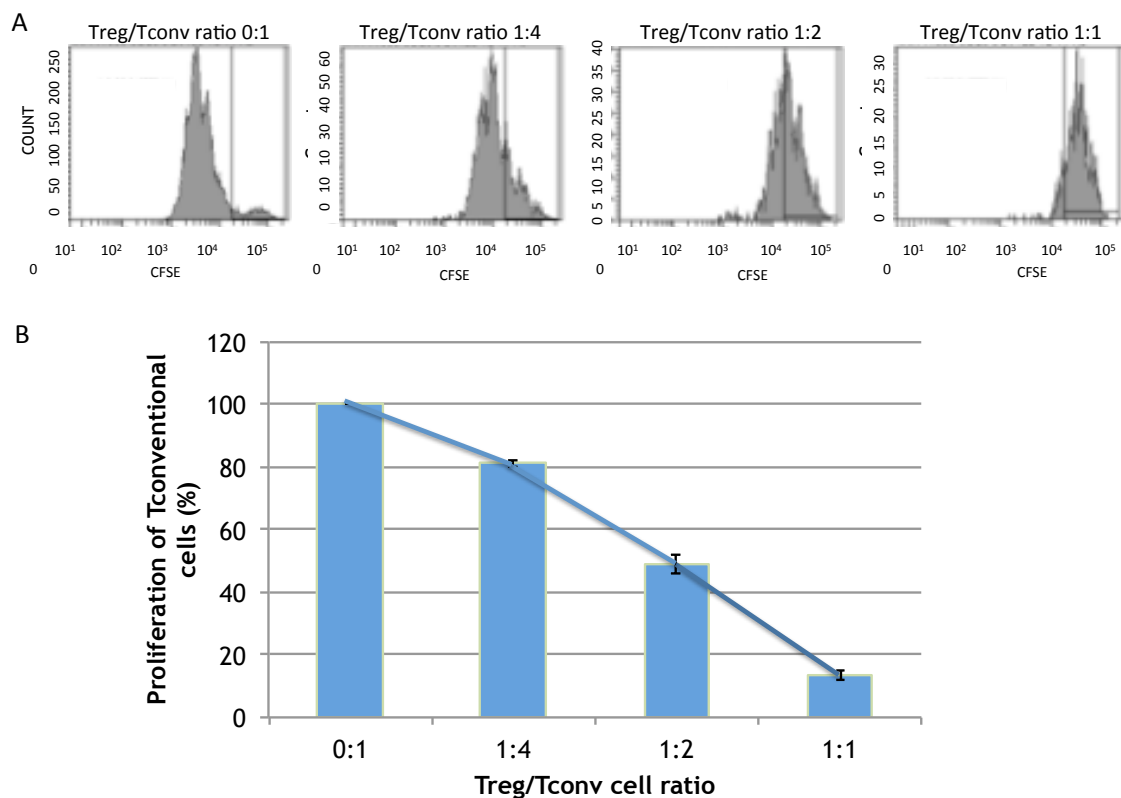 A
Treg/Tconv ratio 0:1
Treg/Tconv ratio 1:4
Treg/Tconv ratio 1:2
Treg/Tconv ratio 1:1
COUNT
250
200
150
100
50
0
10¹ 10² 10³ 10⁴ 10⁵
0
CFSE
60
50
40
30
10
10
0
10¹ 10² 10³ 10⁴ 10⁵
0
CFSE
40
35
30
25
20
15
10
5
0
10¹ 10² 10³ 10⁴ 10⁵
0
CFSE
30
25
20
15
10
5
0
10¹ 10² 10³ 10⁴ 10⁵
0
CFSE
B
Proliferation of Tconventional
cells (%)
120
100
80
60
40
20
0
0:1 1:4 1:2 1:1
Treg/Tconv cell ratio